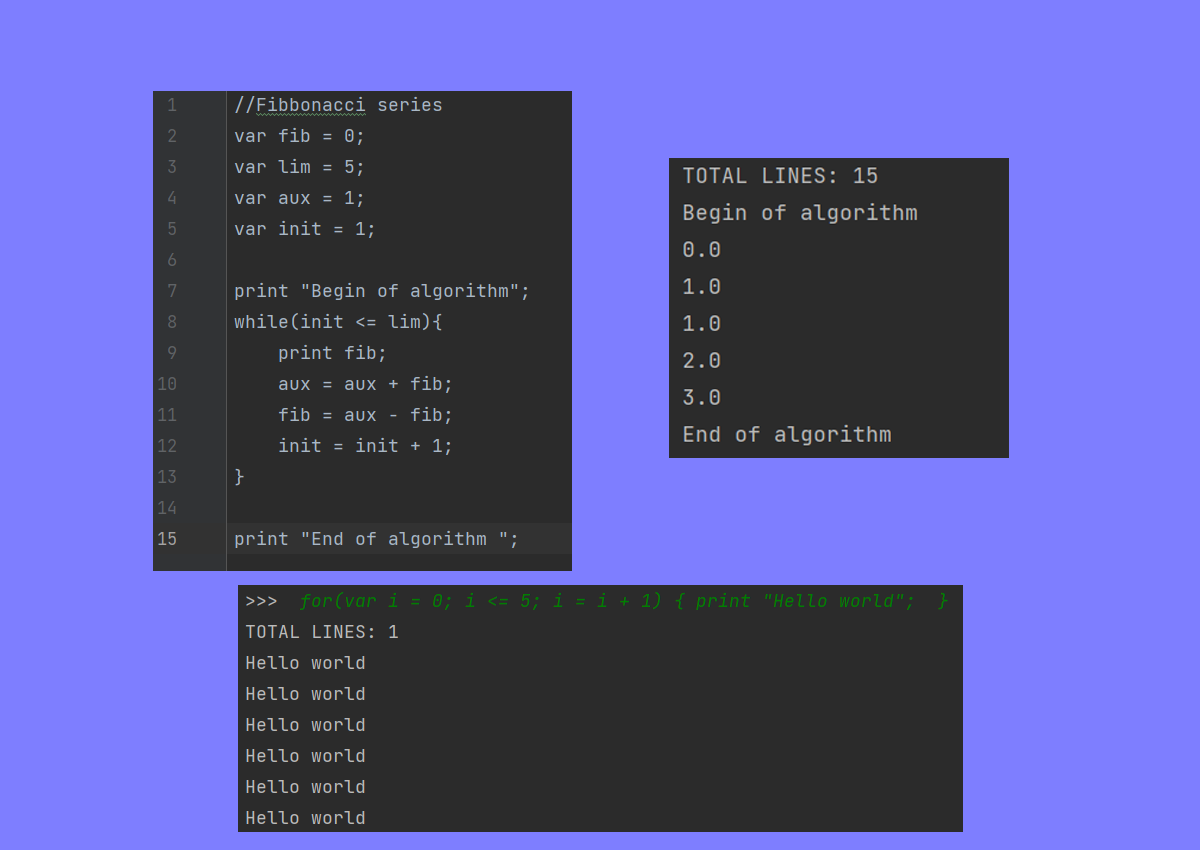 1 //Fibbonacci series
2 var fib = 0;
3 var lim = 5;
4 var aux = 1;
5 var init = 1;
6
7 print "Begin of algorithm";
8 while(init <= lim){
9     print fib;
10     aux = aux + fib;
11     fib = aux - fib;
12     init = init + 1;
13 }
14
15 print "End of algorithm ";
TOTAL LINES: 15
Begin of algorithm
0.0
1.0
1.0
2.0
3.0
End of algorithm
>>>  for(var i = 0; i <= 5; i = i + 1) { print "Hello world";  }
TOTAL LINES: 1
Hello world
Hello world
Hello world
Hello world
Hello world
Hello world